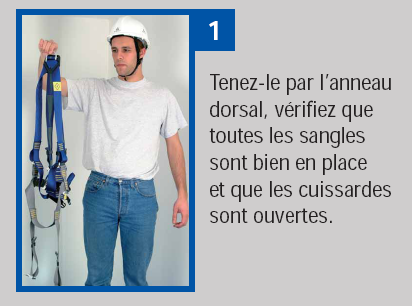 1
Tenez-le par l'anneau
dorsal, vérifiez que
toutes les sangles
sont bien en place
et que les cuissardes
sont ouvertes.